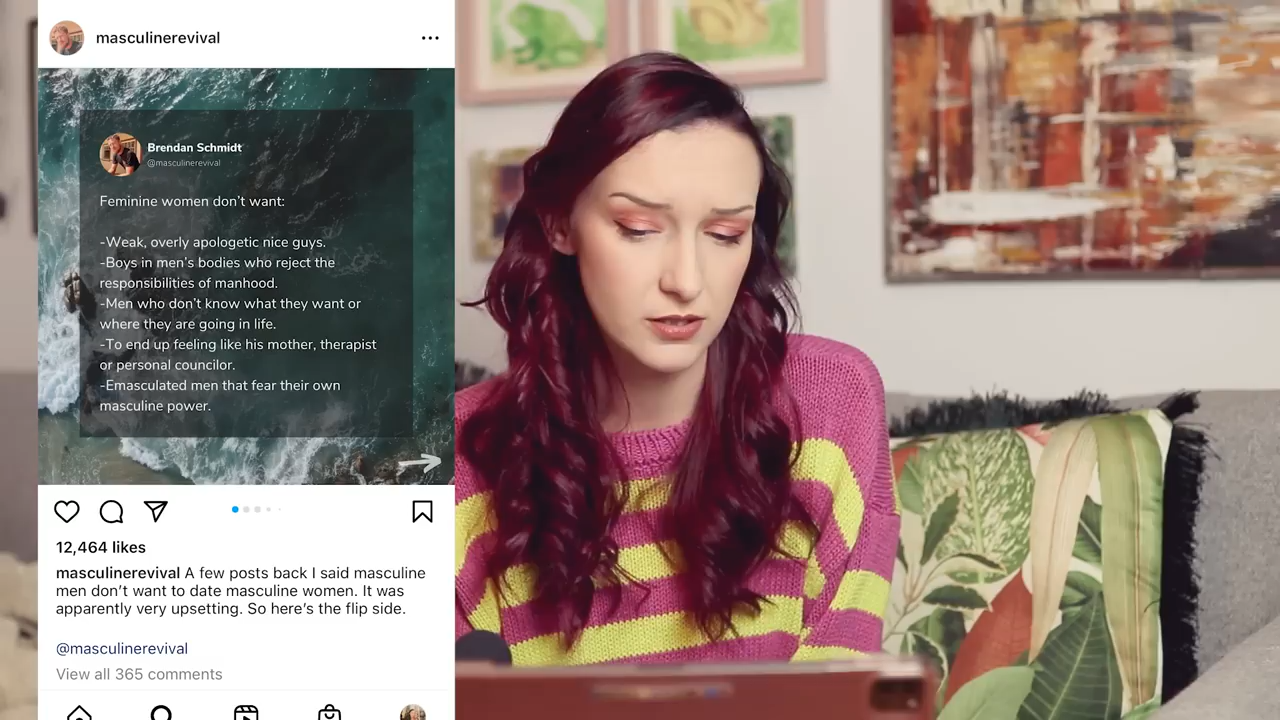 masculinerevival
Brendan Schmidt
@masculinerevival
Feminine women don't want:
-Weak, overly apologetic nice guys.
-Boys in men's bodies who reject the
responsibilities of manhood.
-Men who don't know what they want or
where they are going in life.
-To end up feeling like his mother, therapist
or personal councilor.
-Emasculated men that fear their own
masculine power.
12,464 likes
masculinerevival A few posts back I said masculine
men don't want to date masculine women. It was
apparently very upsetting. So here's the flip side.
@masculinerevival
View all 365 comments